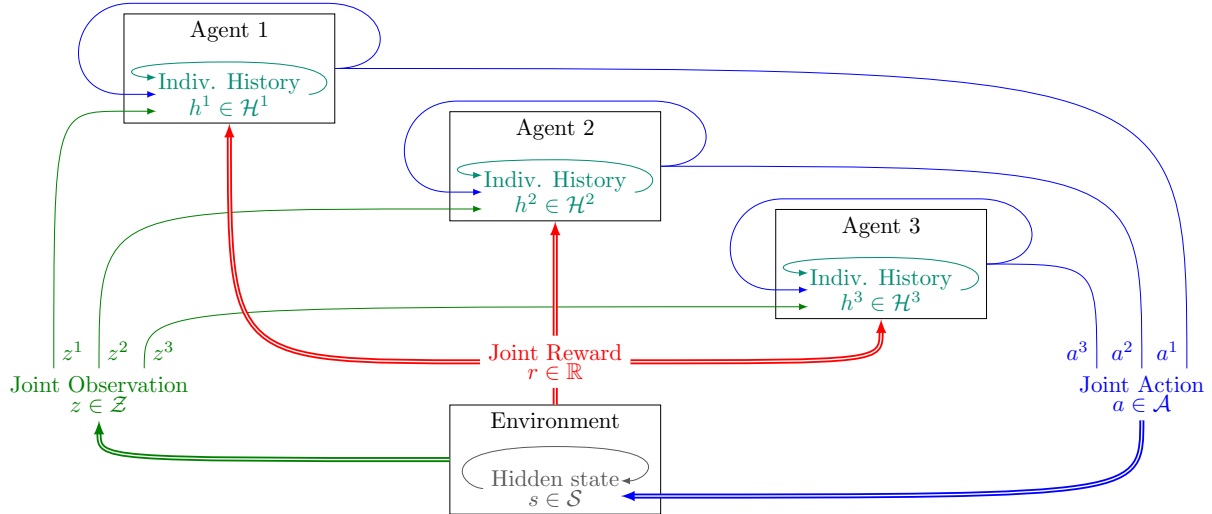 Agent 1
Indiv. History
h¹ ∈ ℋ¹
Agent 2
Indiv. History
h² ∈ ℋ²
Agent 3
Indiv. History
h³ ∈ ℋ³
z¹ z² z³
Joint Observation
z ∈ 𝒵
Joint Reward
r ∈ ℝ
a³ a² a¹
Joint Action
a ∈ 𝒜
Environment
Hidden state
s ∈ 𝒮